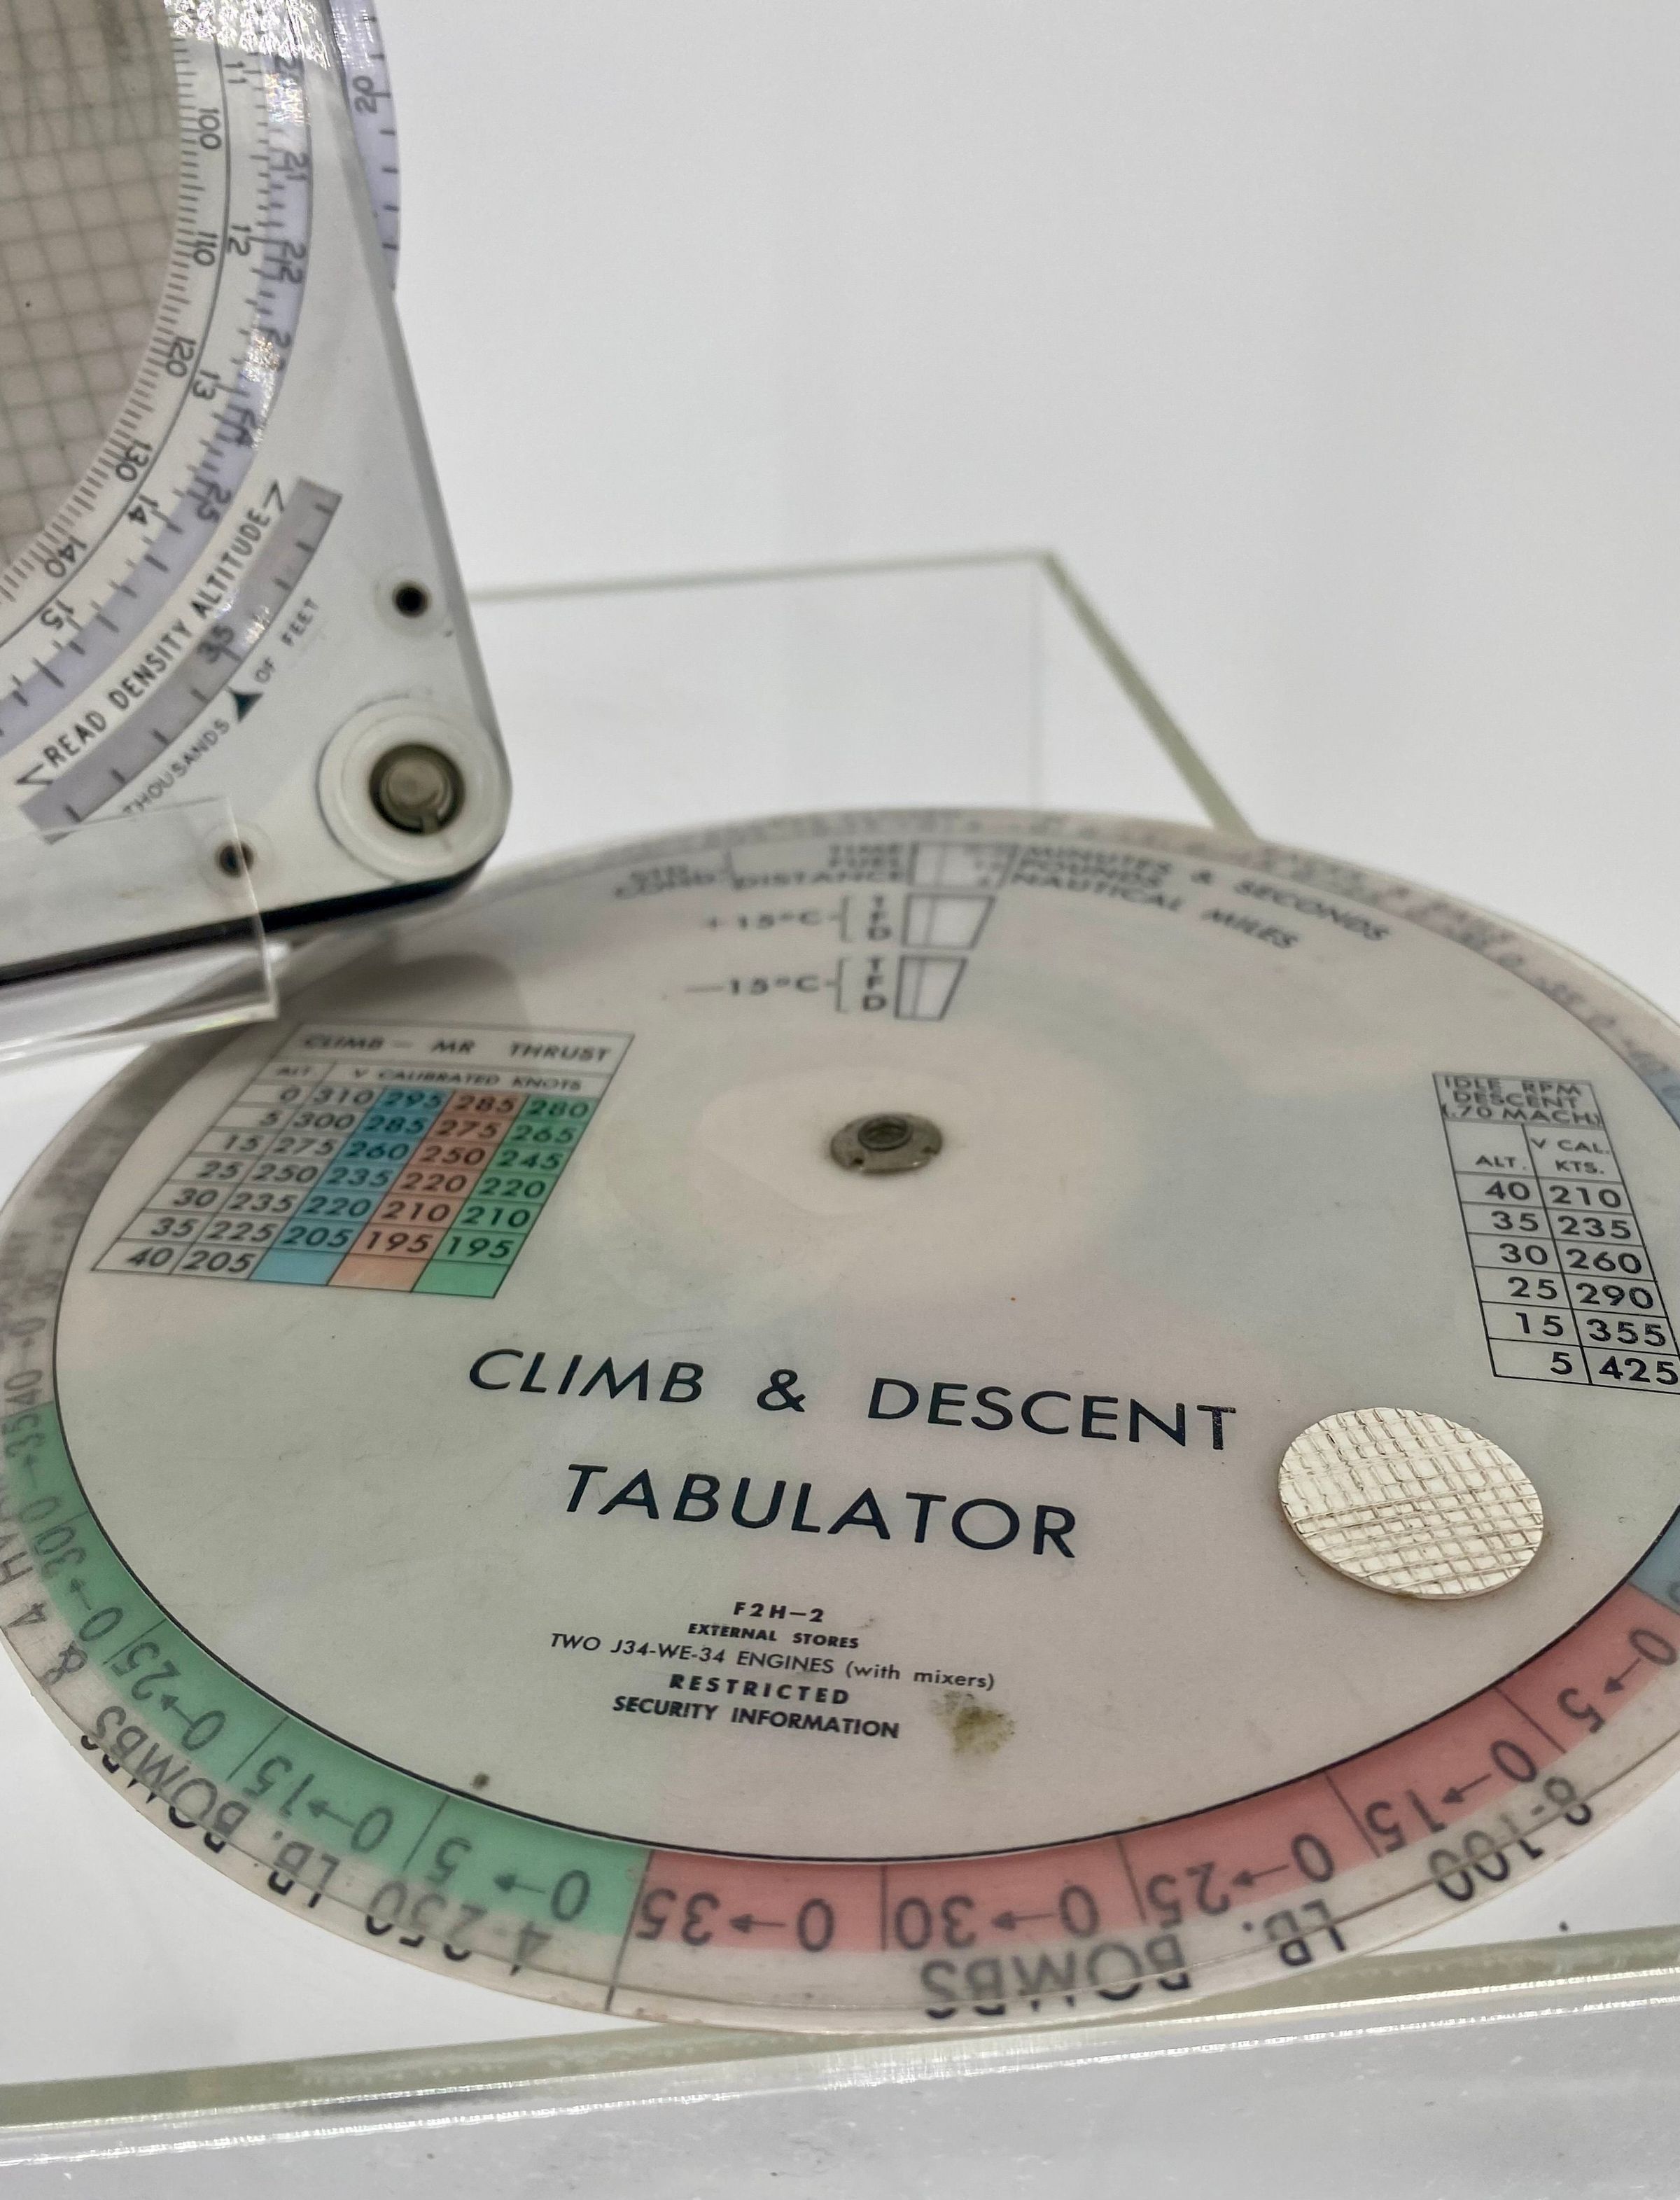 11
100
20
21
12
110
22
120
13
130
14
25
140
15
READ DENSITY ALTITUDE
35
THOUSANDS OF FEET
TIME MINUTES & SECONDS
FUEL POUNDS
DISTANCE NAUTICAL MILES
+15°C T F D
—15°C T F D
CLIMB — MR THRUST
ALT. V CALIBRATED KNOTS
0 310 295 285 280
5 300 285 275 265
15 275 260 250 245
25 250 235 220 220
30 235 220 210 210
35 225 205 195 195
40 205
IDLE RPM
DESCENT
(.70 MACH)
ALT. V CAL. KTS.
40 210
35 235
30 260
25 290
15 355
5 425
CLIMB & DESCENT
TABULATOR
F2H–2
EXTERNAL STORES
TWO J34-WE-34 ENGINES (with mixers)
RESTRICTED
SECURITY INFORMATION
0→5 0→15 0→25 0→30 0→35
8-100 LB. BOMBS
0→5 0→15 0→25 0→30 0→35
4-250 LB. BOMBS & 4